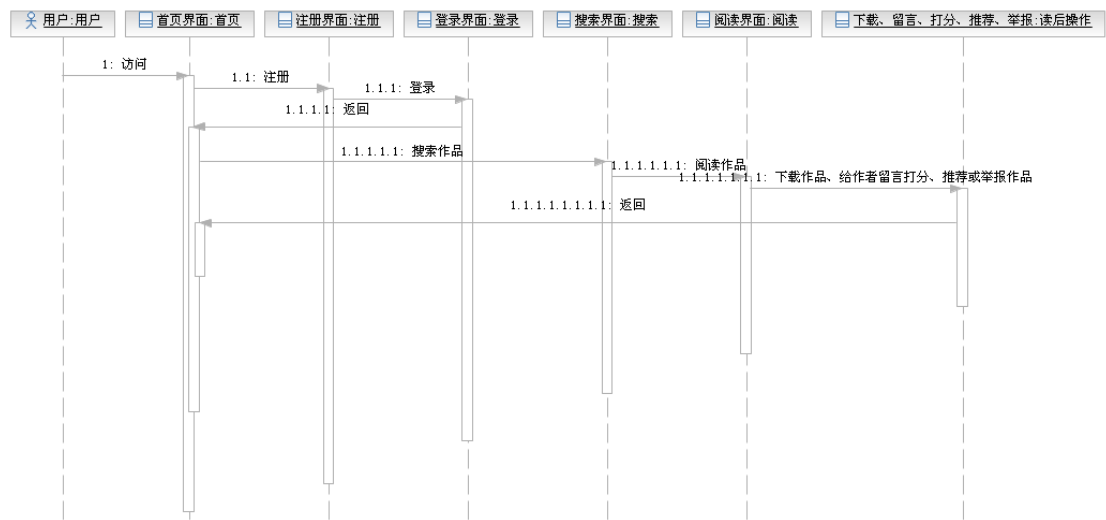 用户:用户
首页界面:首页
注册界面:注册
登录界面:登录
搜索界面:搜索
阅读界面:阅读
下载、留言、打分、推荐、举报:读后操作
1: 访问
1.1: 注册
1.1.1: 登录
1.1.1.1: 返回
1.1.1.1.1: 搜索作品
1.1.1.1.1.1: 阅读作品
1.1.1.1.1.1.1: 下载作品、给作者留言打分、推荐或举报作品
1.1.1.1.1.1.1.1: 返回